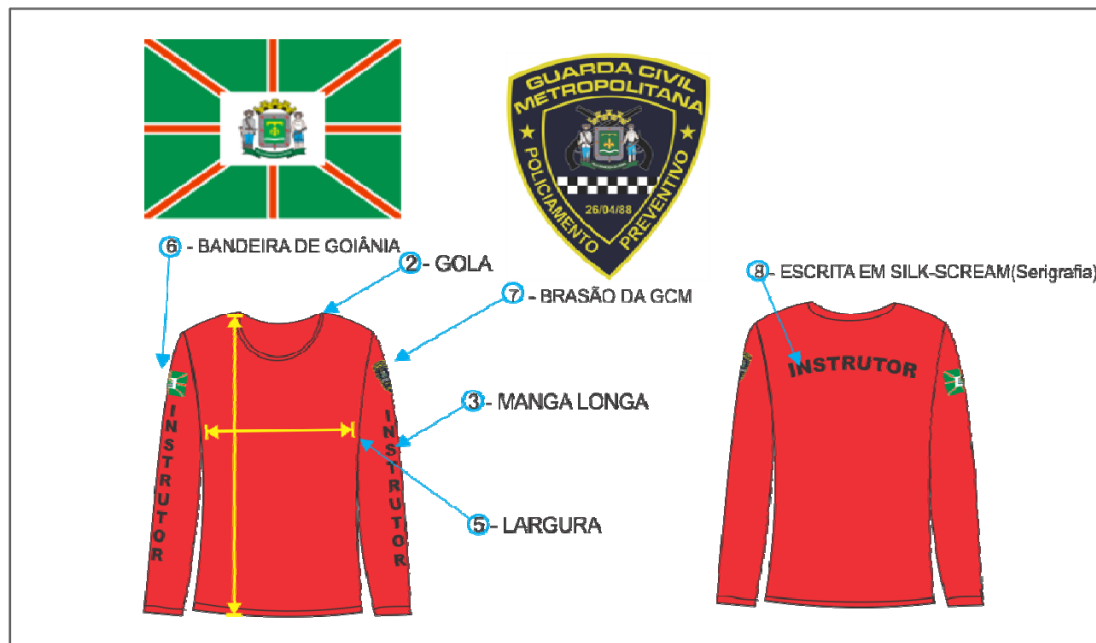 GUARDA CIVIL
METROPOLITANA
POLICIAMENTO
PREVENTIVO
26/04/88
6 - BANDEIRA DE GOIÂNIA
2 - GOLA
7 - BRASÃO DA GCM
8 - ESCRITA EM SILK-SCREAM(Serigrafia)
INSTRUTOR
3 - MANGA LONGA
INSTRUTOR
INSTRUTOR
5 - LARGURA